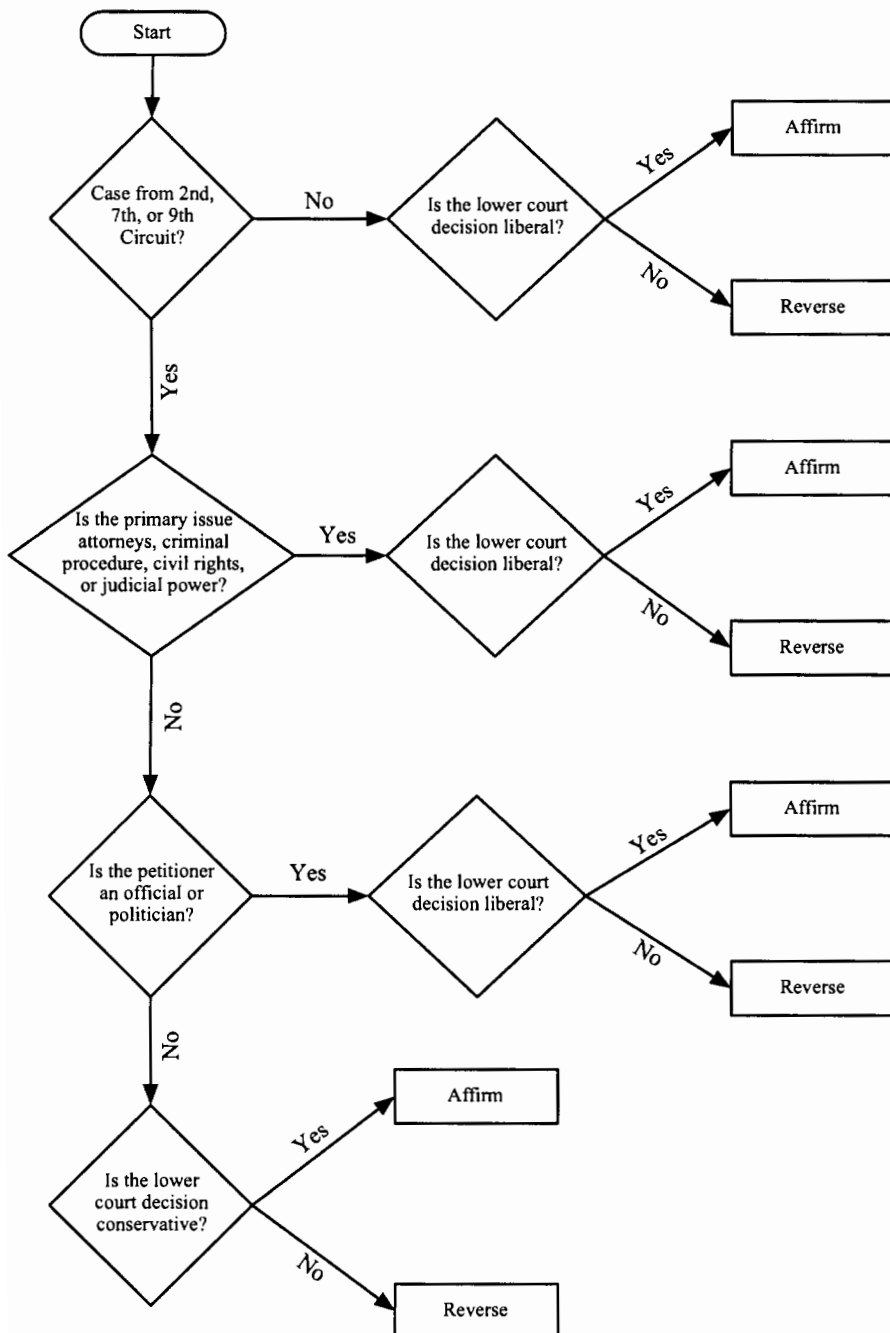 Start
Case from 2nd,
7th, or 9th
Circuit?
No
Is the lower court
decision liberal?
Yes
Affirm
No
Reverse
Yes
Is the primary issue
attorneys, criminal
procedure, civil rights,
or judicial power?
Yes
Is the lower court
decision liberal?
Yes
Affirm
No
Reverse
No
Is the petitioner
an official or
politician?
Yes
Is the lower court
decision liberal?
Yes
Affirm
No
Reverse
No
Is the lower
court decision
conservative?
Yes
Affirm
No
Reverse